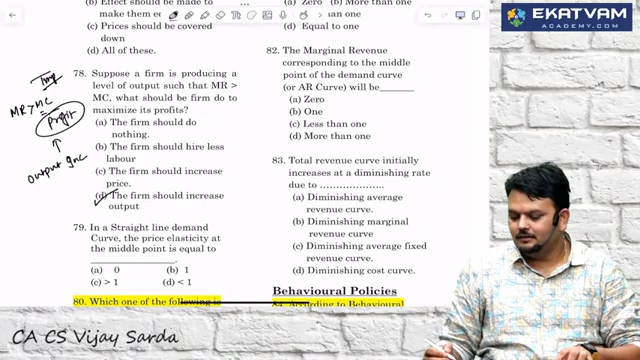 (b) Effect should be made to
make them
(c) Prices should be covered
down
(d) All of these.
78. Suppose a firm is producing a
level of output such that MR >
MC, what should be firm do to
maximize its profits?
(a) The firm should do
nothing.
(b) The firm should hire less
labour
(c) The firm should increase
price.
(d) The firm should increase
output
Imp
MR > MC
Profit
output Inc
79. In a Straight line demand
Curve, the price elasticity at
the middle point is equal to
(a) 0 (b) 1
(c) > 1 (d) < 1
80. Which one of the following is
...
(a) Zero (b) More than one
than one
(d) Equal to one
82. The Marginal Revenue
corresponding to the middle
point of the demand curve
(or AR Curve) will be_______
(a) Zero
(b) One
(c) Less than one
(d) More than one
83. Total revenue curve initially
increases at a diminishing rate
due to ....................
(a) Diminishing average
revenue curve.
(b) Diminishing marginal
revenue curve
(c) Diminishing average fixed
revenue curve.
(d) Diminishing cost curve.
Behavioural Policies
84. According to Behavioural
EKATVAM
ACADEMY.COM
CA CS Vijay Sarda